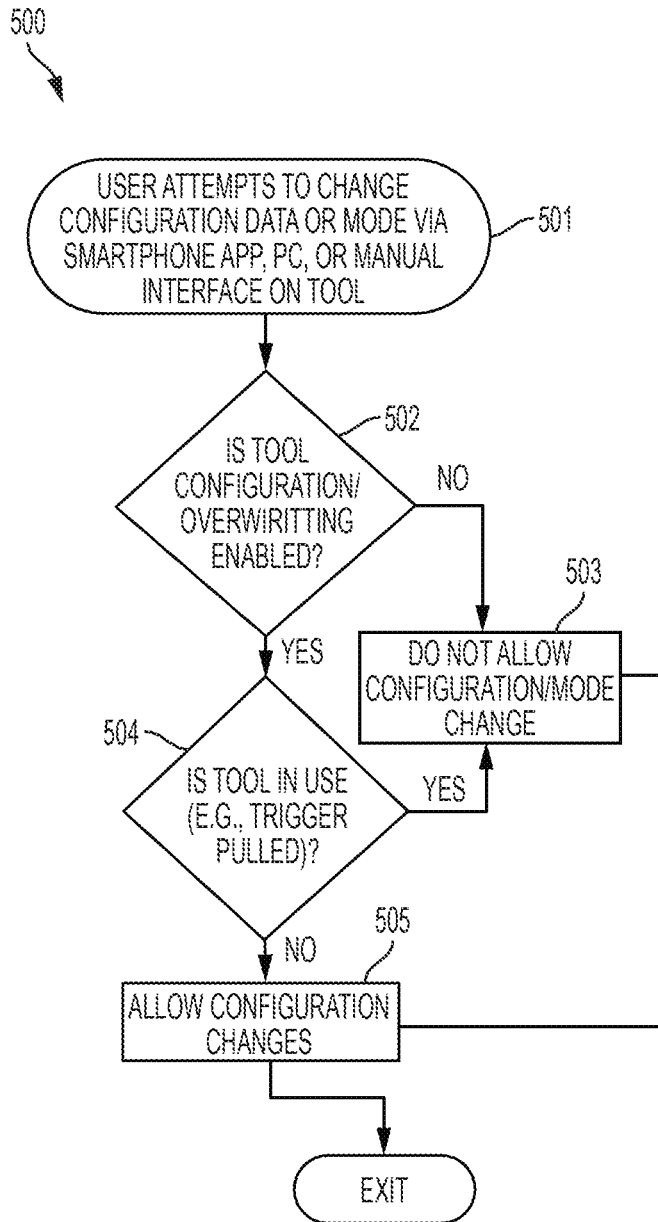 500
USER ATTEMPTS TO CHANGE
CONFIGURATION DATA OR MODE VIA
SMARTPHONE APP, PC, OR MANUAL
INTERFACE ON TOOL
501
502
IS TOOL
CONFIGURATION/
OVERWIRITTING
ENABLED?
NO
YES
503
DO NOT ALLOW
CONFIGURATION/MODE
CHANGE
504
IS TOOL IN USE
(E.G., TRIGGER
PULLED)?
YES
NO
505
ALLOW CONFIGURATION
CHANGES
EXIT